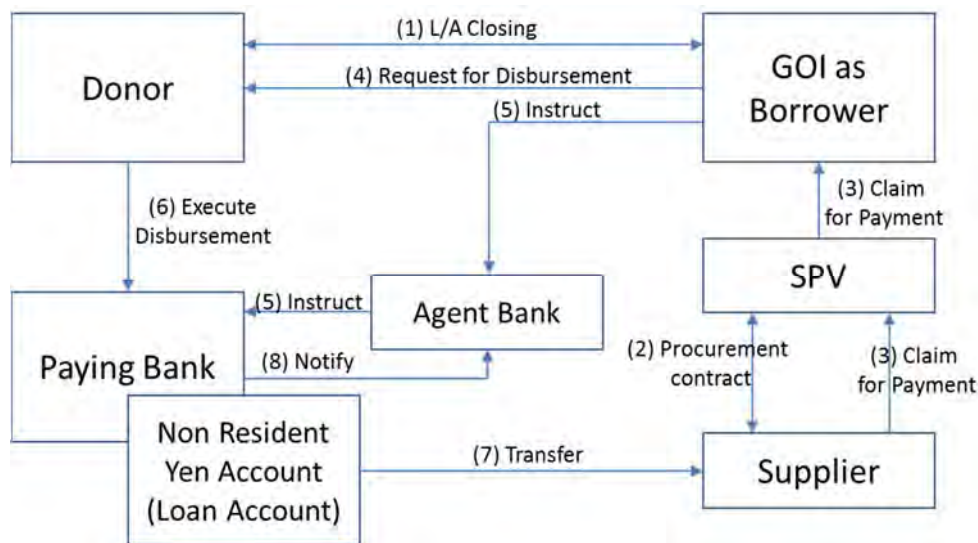 (1) L/A Closing
Donor
(4) Request for Disbursement
GOI as
Borrower
(5) Instruct
(6) Execute
Disbursement
(3) Claim
for Payment
SPV
(5) Instruct
Agent Bank
Paying Bank
(8) Notify
(2) Procurement
contract
(3) Claim
for Payment
Non Resident
Yen Account
(Loan Account)
(7) Transfer
Supplier